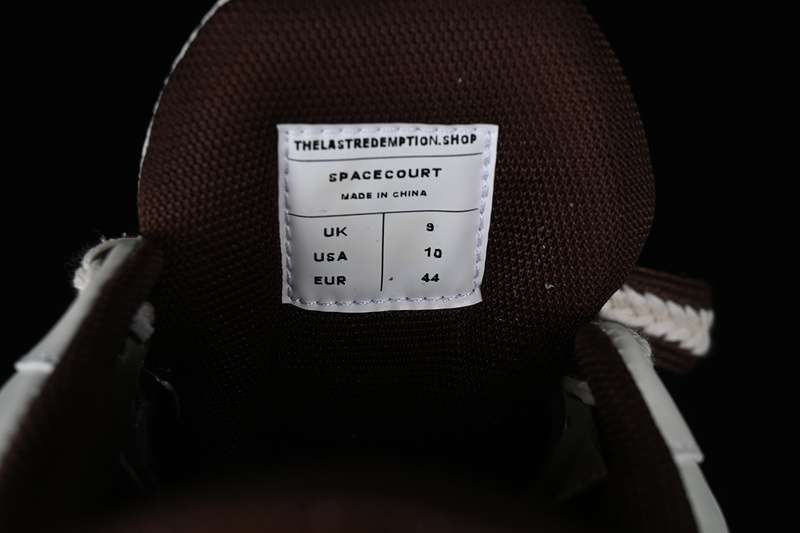 THELASTREDEMPTION.SHOP
SPACECOURT
MADE IN CHINA
UK 9
USA 10
EUR 44